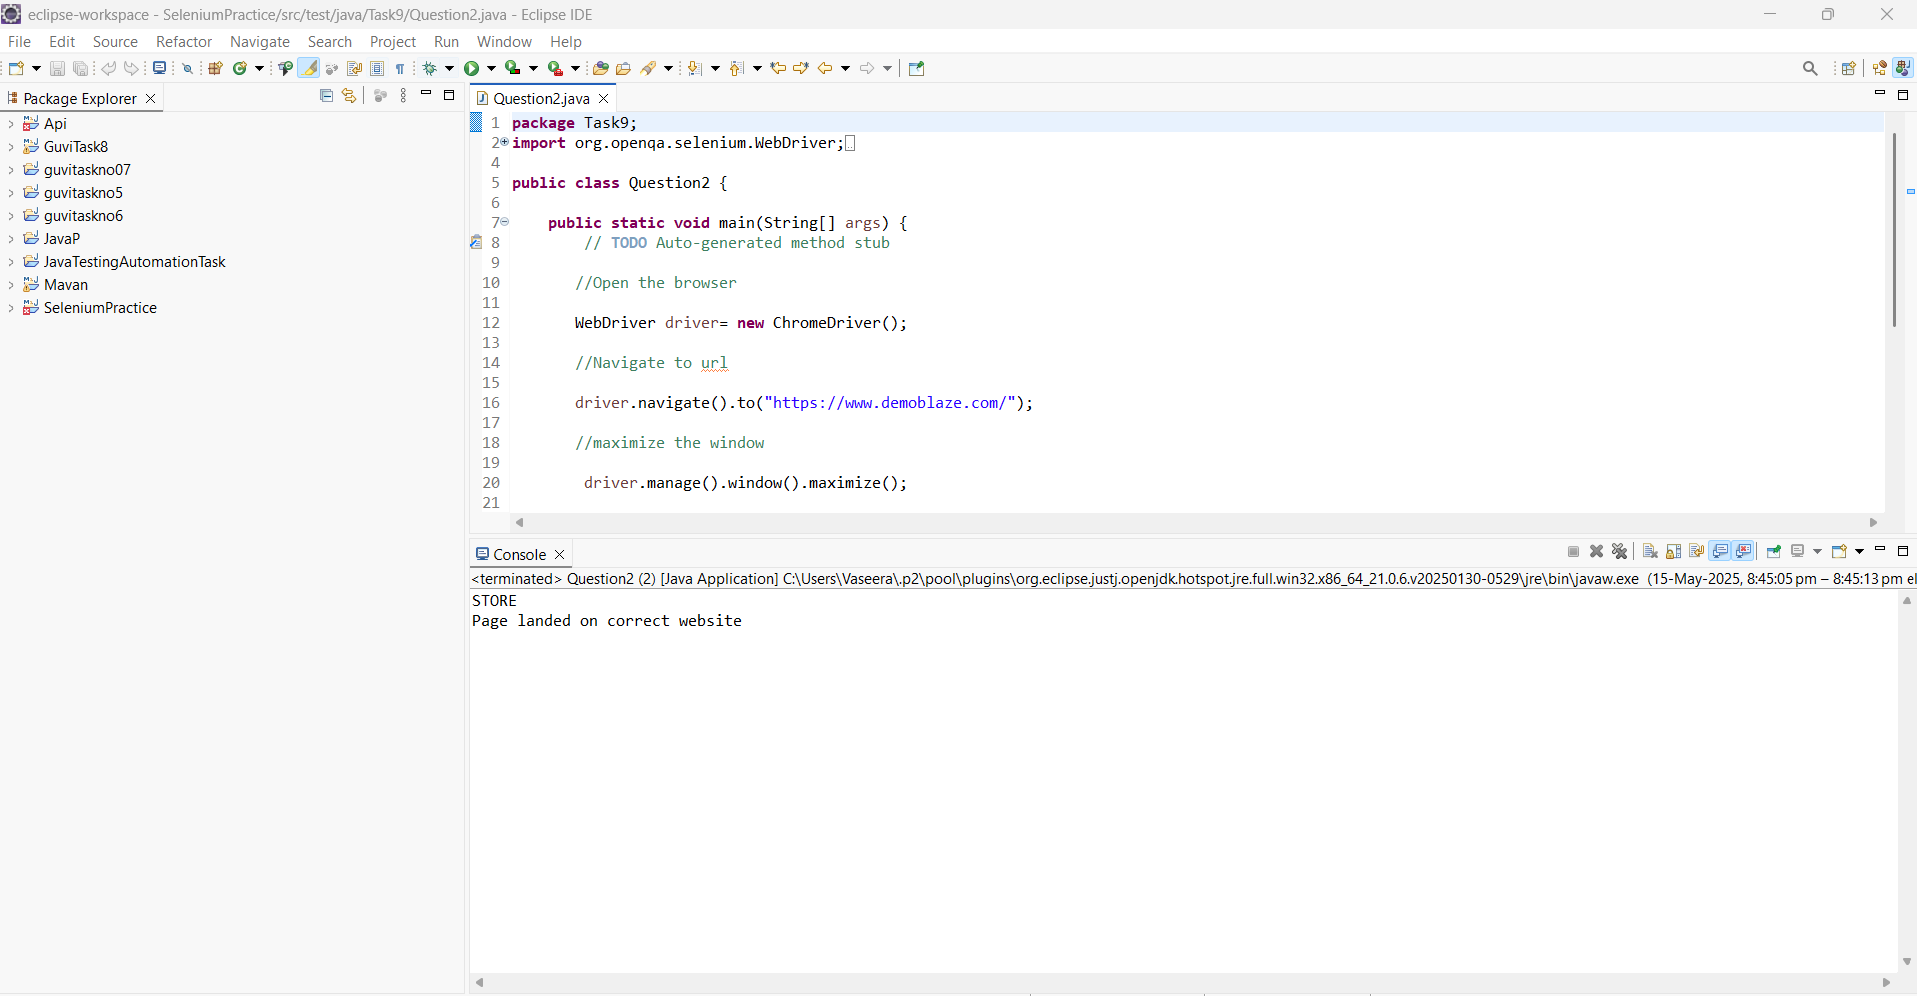 eclipse-workspace - SeleniumPractice/src/test/java/Task9/Question2.java - Eclipse IDE
File Edit Source Refactor Navigate Search Project Run Window Help
Package Explorer
Api
GuviTask8
guvitaskno07
guvitaskno5
guvitaskno6
JavaP
JavaTestingAutomationTask
Mavan
SeleniumPractice
Question2.java
1 package Task9;
2 import org.openqa.selenium.WebDriver;
4
5 public class Question2 {
6
7 public static void main(String[] args) {
8 // TODO Auto-generated method stub
9
10 //Open the browser
11
12 WebDriver driver= new ChromeDriver();
13
14 //Navigate to url
15
16 driver.navigate().to("https://www.demoblaze.com/");
17
18 //maximize the window
19
20 driver.manage().window().maximize();
21
Console
<terminated> Question2 (2) [Java Application] C:\Users\Vaseera\.p2\pool\plugins\org.eclipse.justj.openjdk.hotspot.jre.full.win32.x86_64_21.0.6.v20250130-0529\jre\bin\javaw.exe (15-May-2025, 8:45:05 pm – 8:45:13 pm el
STORE
Page landed on correct website